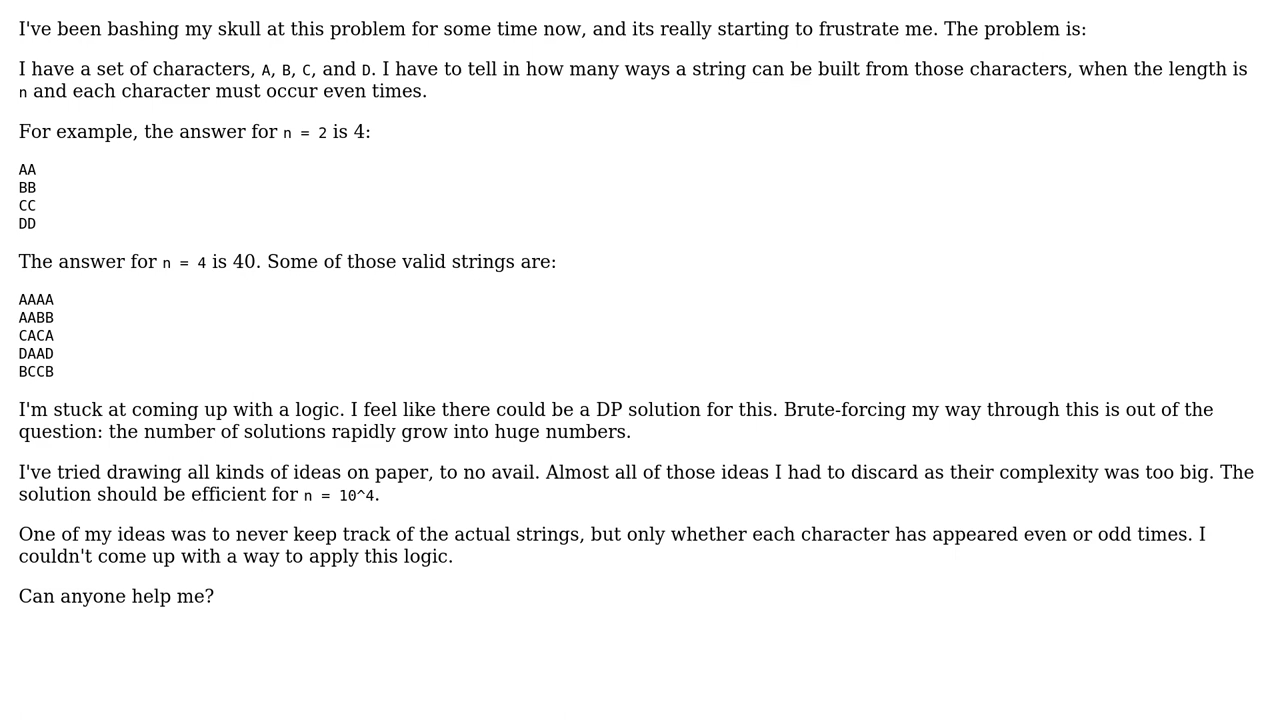 I've been bashing my skull at this problem for some time now, and its really starting to frustrate me. The problem is:
I have a set of characters, A, B, C, and D. I have to tell in how many ways a string can be built from those characters, when the length is
n and each character must occur even times.
For example, the answer for n = 2 is 4:
AA
BB
CC
DD
The answer for n = 4 is 40. Some of those valid strings are:
AAAA
AABB
CACA
DAAD
BCCB
I'm stuck at coming up with a logic. I feel like there could be a DP solution for this. Brute-forcing my way through this is out of the
question: the number of solutions rapidly grow into huge numbers.
I've tried drawing all kinds of ideas on paper, to no avail. Almost all of those ideas I had to discard as their complexity was too big. The
solution should be efficient for n = 10^4.
One of my ideas was to never keep track of the actual strings, but only whether each character has appeared even or odd times. I
couldn't come up with a way to apply this logic.
Can anyone help me?